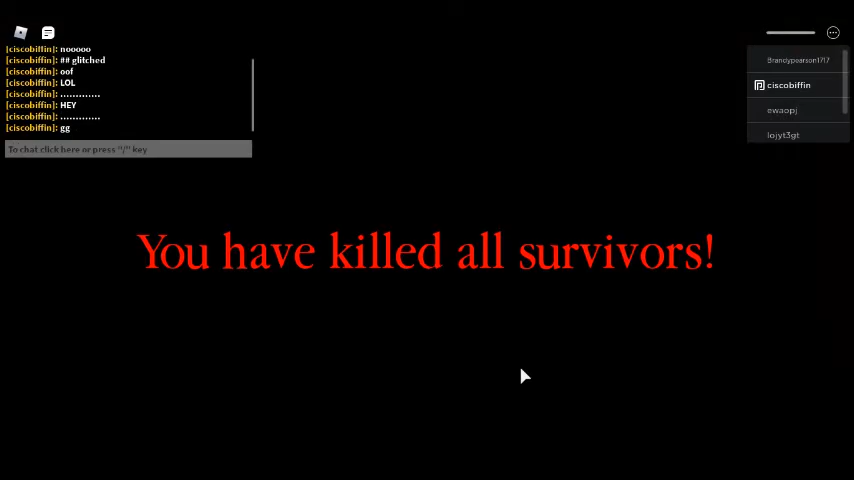 [ciscobiffin]: nooooo
[ciscobiffin]: ## glitched
[ciscobiffin]: oof
[ciscobiffin]: LOL
[ciscobiffin]: .............
[ciscobiffin]: HEY
[ciscobiffin]: .............
[ciscobiffin]: gg
To chat click here or press "/" key
Brandypearson1717
ciscobiffin
ewaopj
lojyt3gt
You have killed all survivors!